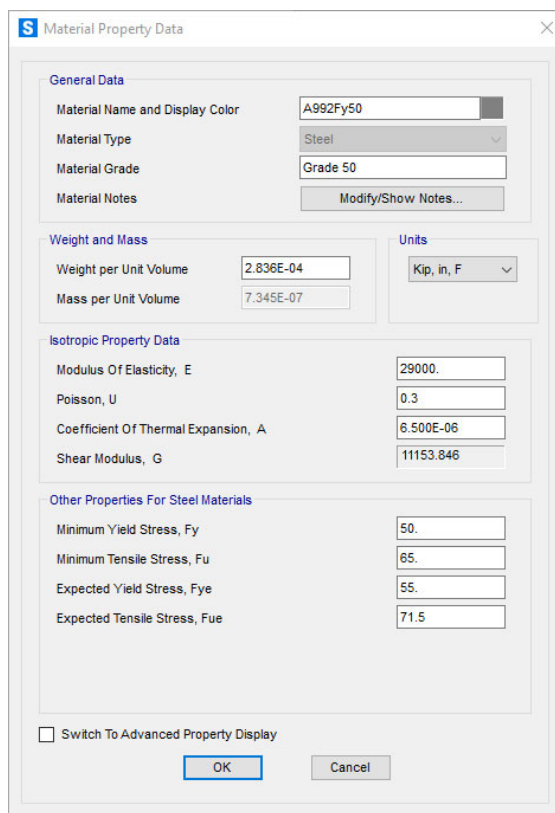 S Material Property Data
General Data
Material Name and Display Color A992Fy50
Material Type Steel
Material Grade Grade 50
Material Notes Modify/Show Notes...
Weight and Mass
Weight per Unit Volume 2.836E-04
Mass per Unit Volume 7.345E-07
Units
Kip, in, F
Isotropic Property Data
Modulus Of Elasticity, E 29000.
Poisson, U 0.3
Coefficient Of Thermal Expansion, A 6.500E-06
Shear Modulus, G 11153.846
Other Properties For Steel Materials
Minimum Yield Stress, Fy 50.
Minimum Tensile Stress, Fu 65.
Expected Yield Stress, Fye 55.
Expected Tensile Stress, Fue 71.5
Switch To Advanced Property Display
OK Cancel